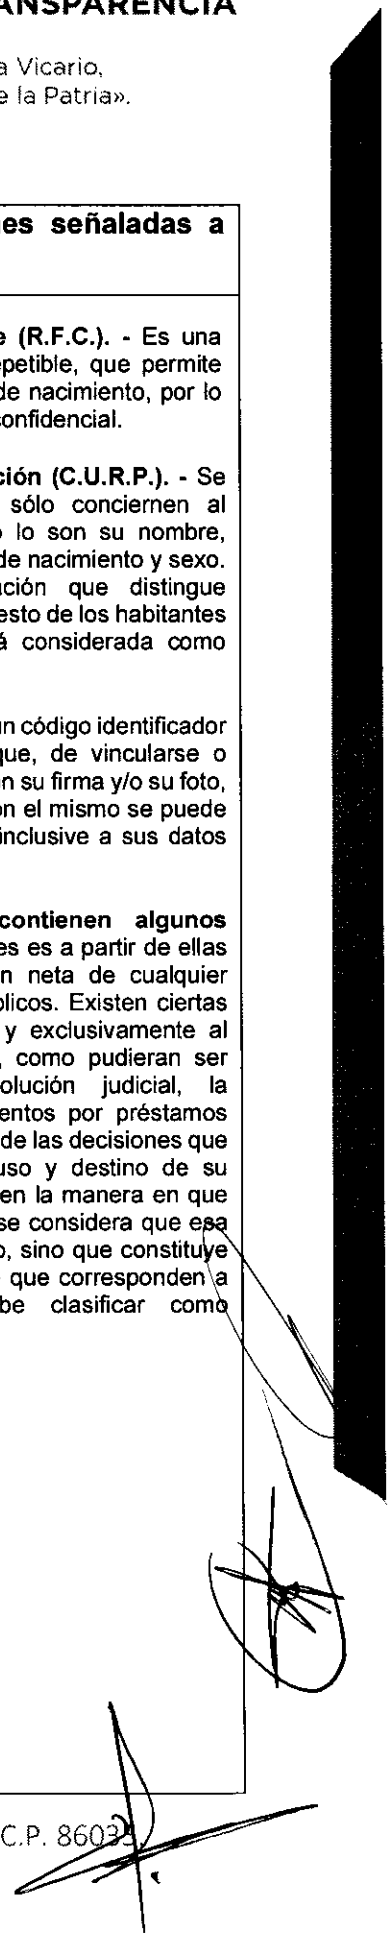 ANSPARENCIA
a Vicario,
e la Patria».
nes señaladas a
e (R.F.C.). - Es una
epetible, que permite
de nacimiento, por lo
confidencial.
ción (C.U.R.P.). - Se
sólo conciernen al
o lo son su nombre,
de nacimiento y sexo.
ación que distingue
esto de los habitantes
á considerada como
un código identificador
que, de vincularse o
n su firma y/o su foto,
on el mismo se puede
inclusive a sus datos
contienen algunos
es es a partir de ellas
n neta de cualquier
blicos. Existen ciertas
y exclusivamente al
, como pudieran ser
olución judicial, la
entos por préstamos
de las decisiones que
uso y destino de su
en la manera en que
se considera que esa
o, sino que constituye
que corresponden a
be clasificar como
C.P. 86035